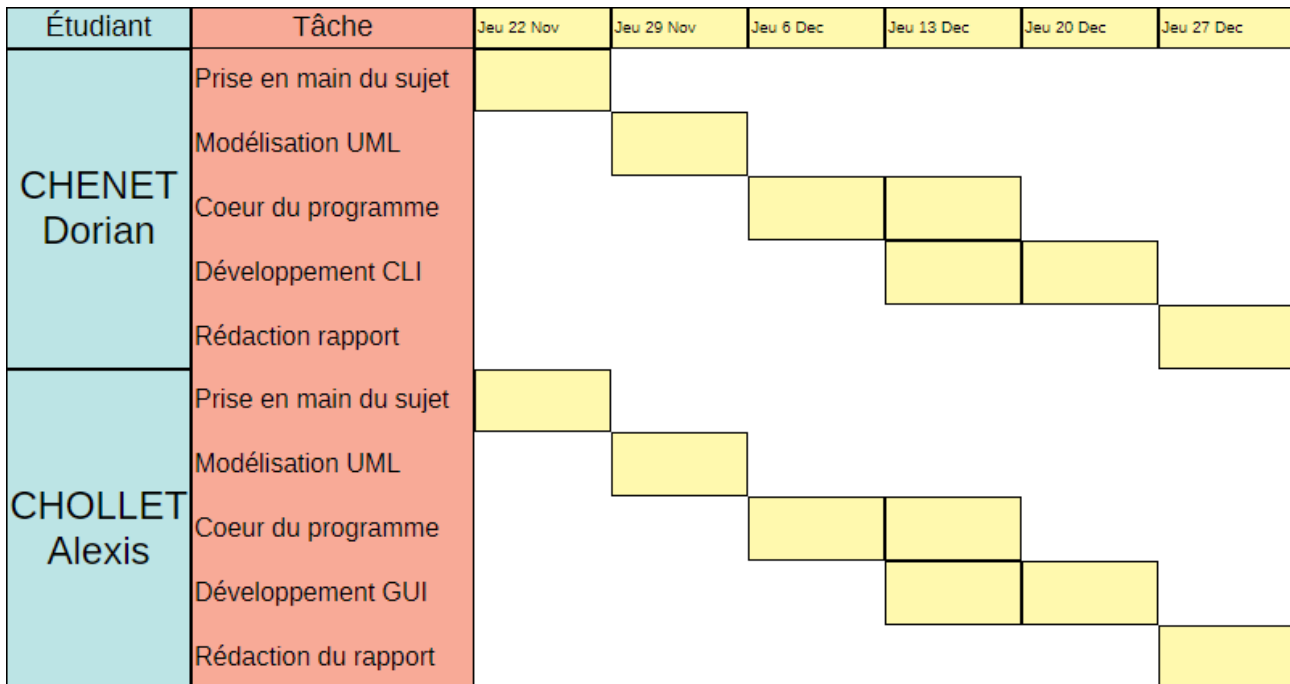 Étudiant Tâche Jeu 22 Nov Jeu 29 Nov Jeu 6 Dec Jeu 13 Dec Jeu 20 Dec Jeu 27 Dec
CHENET
Dorian
Prise en main du sujet
Modélisation UML
Coeur du programme
Développement CLI
Rédaction rapport
CHOLLET
Alexis
Prise en main du sujet
Modélisation UML
Coeur du programme
Développement GUI
Rédaction du rapport